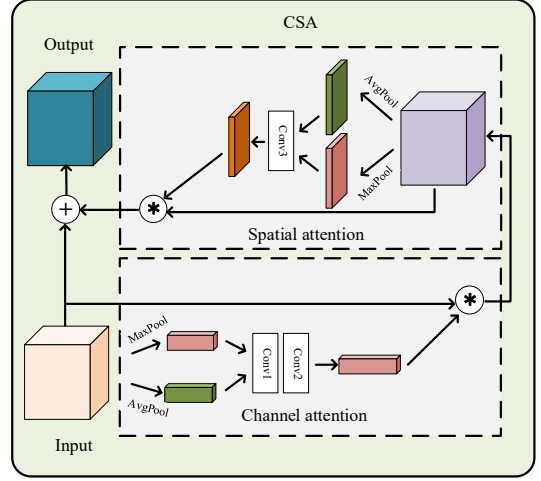 CSA
Output
AvgPool
Conv3
MaxPool
+
*
Spatial attention
*
MaxPool
Conv1
Conv2
AvgPool
Channel attention
Input